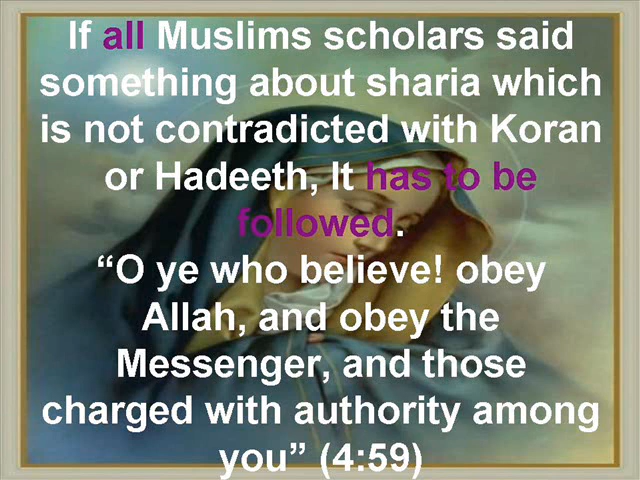 If all Muslims scholars said
something about sharia which
is not contradicted with Koran
or Hadeeth, It has to be
followed.
“O ye who believe! obey
Allah, and obey the
Messenger, and those
charged with authority among
you” (4:59)